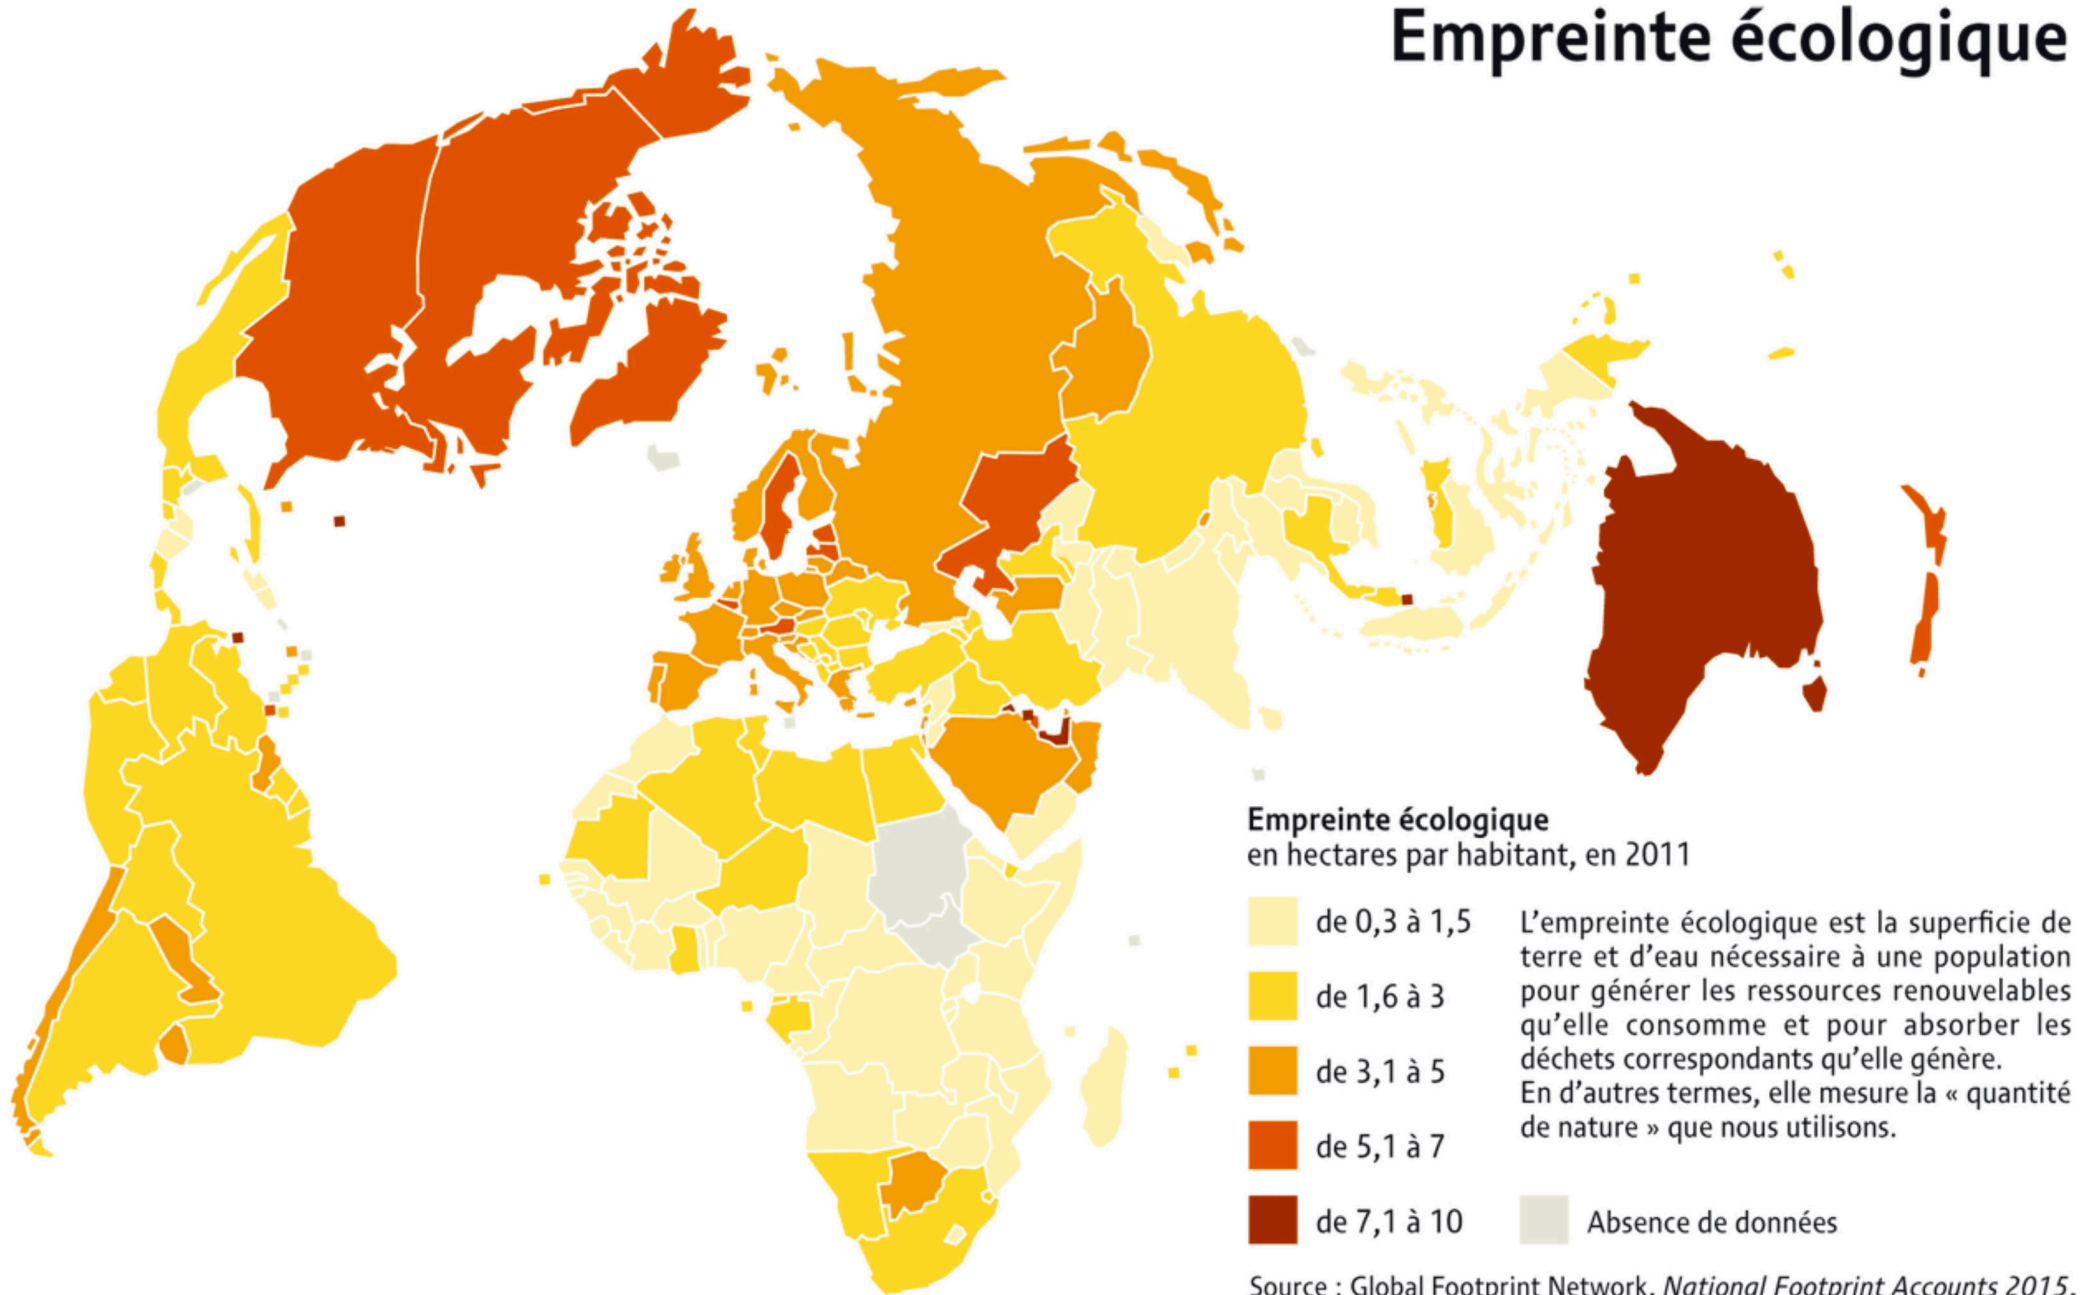 Empreinte écologique
Empreinte écologique
en hectares par habitant, en 2011
de 0,3 à 1,5
de 1,6 à 3
de 3,1 à 5
de 5,1 à 7
de 7,1 à 10
L'empreinte écologique est la superficie de
terre et d'eau nécessaire à une population
pour générer les ressources renouvelables
qu'elle consomme et pour absorber les
déchets correspondants qu'elle génère.
En d'autres termes, elle mesure la « quantité
de nature » que nous utilisons.
Absence de données
Source : Global Footprint Network, National Footprint Accounts 2015.